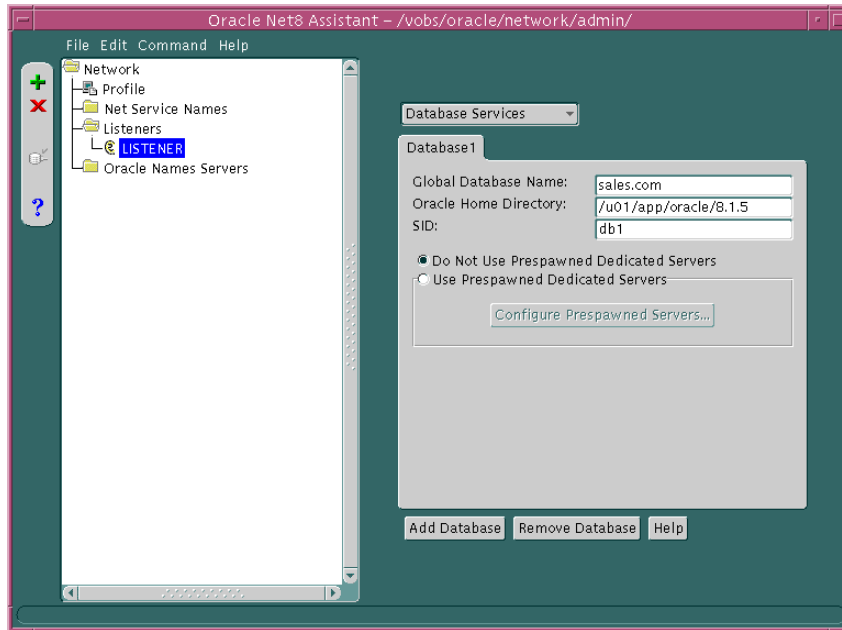 Oracle Net8 Assistant – /vobs/oracle/network/admin/
File Edit Command Help
Network
Profile
Net Service Names
Listeners
LISTENER
Oracle Names Servers
?
Database Services
Database1
Global Database Name: sales.com
Oracle Home Directory: /u01/app/oracle/8.1.5
SID: db1
Do Not Use Prespawned Dedicated Servers
Use Prespawned Dedicated Servers
Configure Prespawned Servers...
Add Database Remove Database Help